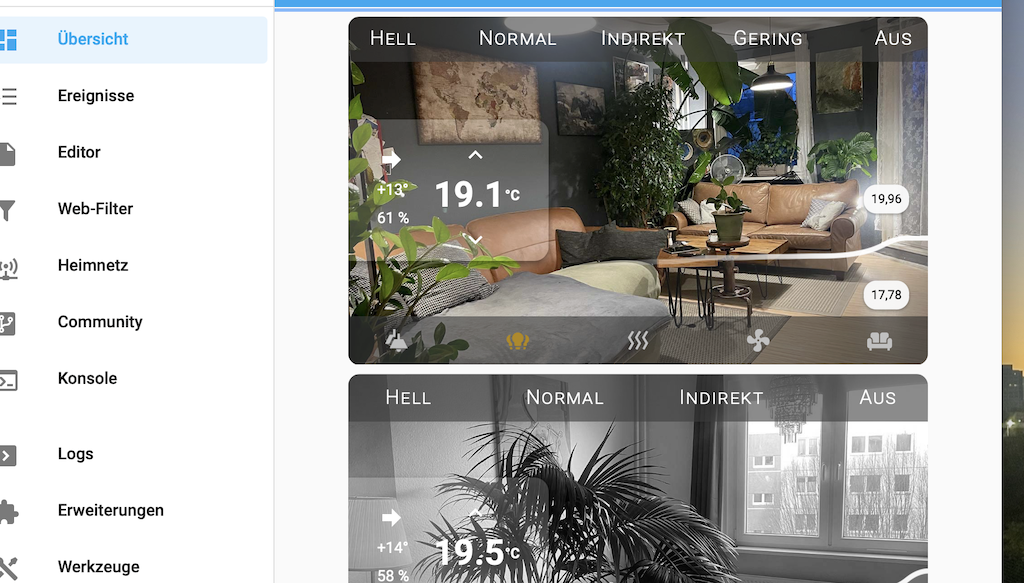 Übersicht
Ereignisse
Editor
Web-Filter
Heimnetz
Community
Konsole
Logs
Erweiterungen
Werkzeuge
HELL NORMAL INDIREKT GERING AUS
+13°
61 %
19.1°C
19,96
17,78
HELL NORMAL INDIREKT AUS
+14°
58 %
19.5°C